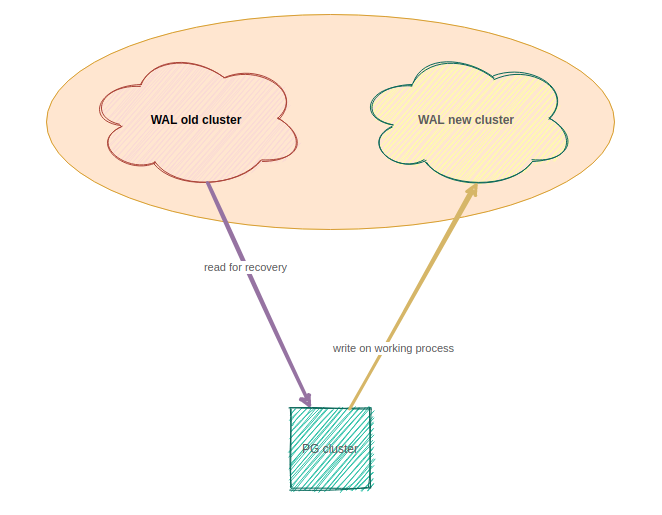 WAL old cluster
WAL new cluster
read for recovery
write on working process
PG cluster